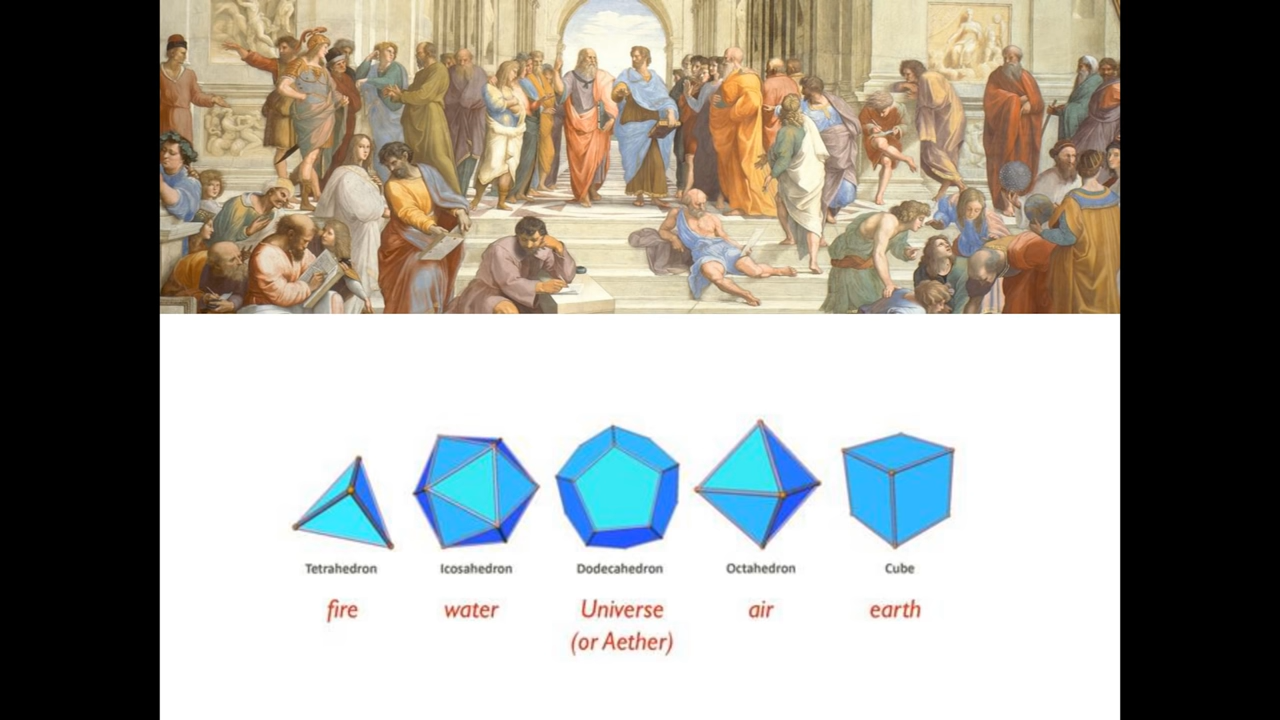 Tetrahedron Icosahedron Dodecahedron Octahedron Cube
fire water Universe air earth
(or Aether)